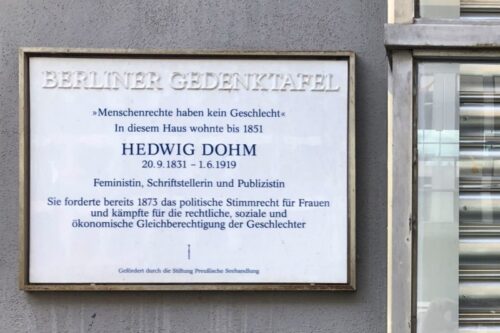 BERLINER GEDENKTAFEL
»Menschenrechte haben kein Geschlecht«
In diesem Haus wohnte bis 1851
HEDWIG DOHM
20.9.1831 – 1.6.1919
Feministin, Schriftstellerin und Publizistin
Sie forderte bereits 1873 das politische Stimmrecht für Frauen
und kämpfte für die rechtliche, soziale und
ökonomische Gleichberechtigung der Geschlechter
Gefördert durch die Stiftung Preußische Seehandlung